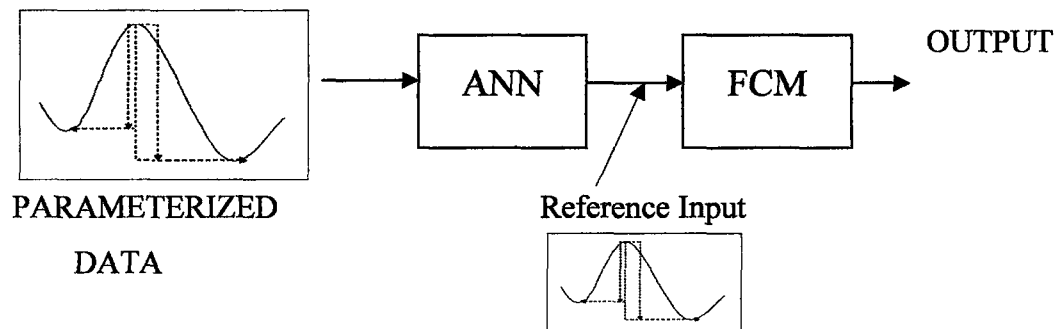 OUTPUT
ANN
FCM
PARAMETERIZED
DATA
Reference Input